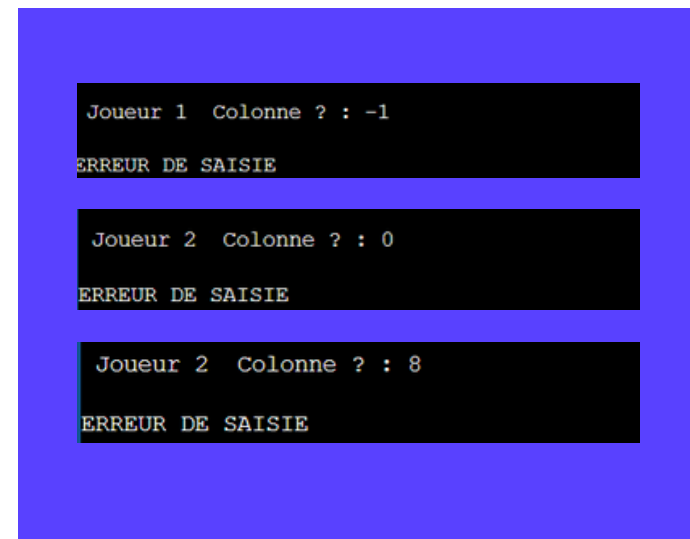 Joueur 1  Colonne ? : -1
ERREUR DE SAISIE
Joueur 2  Colonne ? : 0
ERREUR DE SAISIE
Joueur 2  Colonne ? : 8
ERREUR DE SAISIE